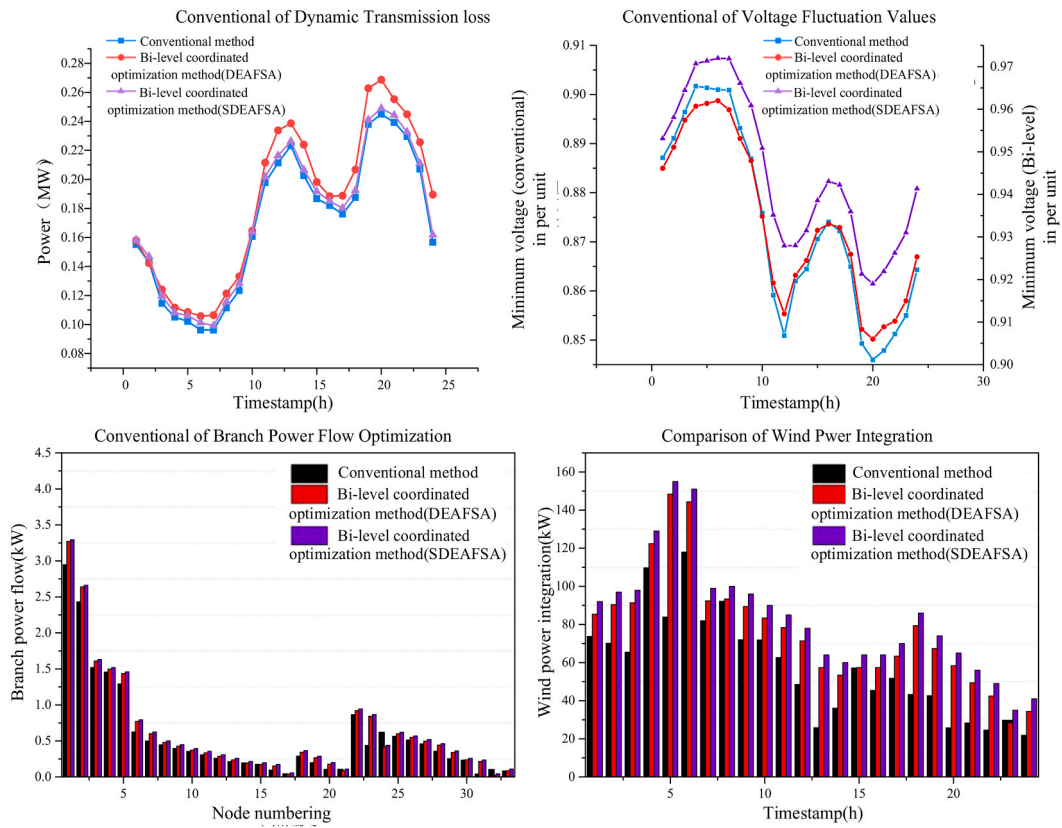 Conventional of Dynamic Transmission loss
Conventional method
Bi-level coordinated
optimization method(DEAFSA)
Bi-level coordinated
optimization method(SDEAFSA)
Power（MW）
0.28
0.26
0.24
0.22
0.20
0.18
0.16
0.14
0.12
0.10
0.08
0
5
10
15
20
25
Timestamp(h)
Conventional of Voltage Fluctuation Values
Conventional method
Bi-level coordinated
optimization method(DEAFSA)
Bi-level coordinated
optimization method(SDEAFSA)
Minimum voltage (conventional)
in per unit
0.91
0.90
0.89
0.88
0.87
0.86
0.85
0
10
20
30
Timestamp(h)
0.97
0.96
0.95
0.94
0.93
0.92
0.91
0.90
Minimum voltage (Bi-level)
in per unit
Conventional of Branch Power Flow Optimization
Conventional method
Bi-level coordinated
optimization method(DEAFSA)
Bi-level coordinated
optimization method(SDEAFSA)
Branch power flow(kW)
4.5
4.0
3.5
3.0
2.5
2.0
1.5
1.0
0.5
0.0
5
10
15
20
25
30
Node numbering
Comparison of Wind Pwer Integration
Conventional method
Bi-level coordinated
optimization method(DEAFSA)
Bi-level coordinated
optimization method(SDEAFSA)
Wind power integration(kW)
160
140
120
100
80
60
40
20
0
5
10
15
20
Timestamp(h)